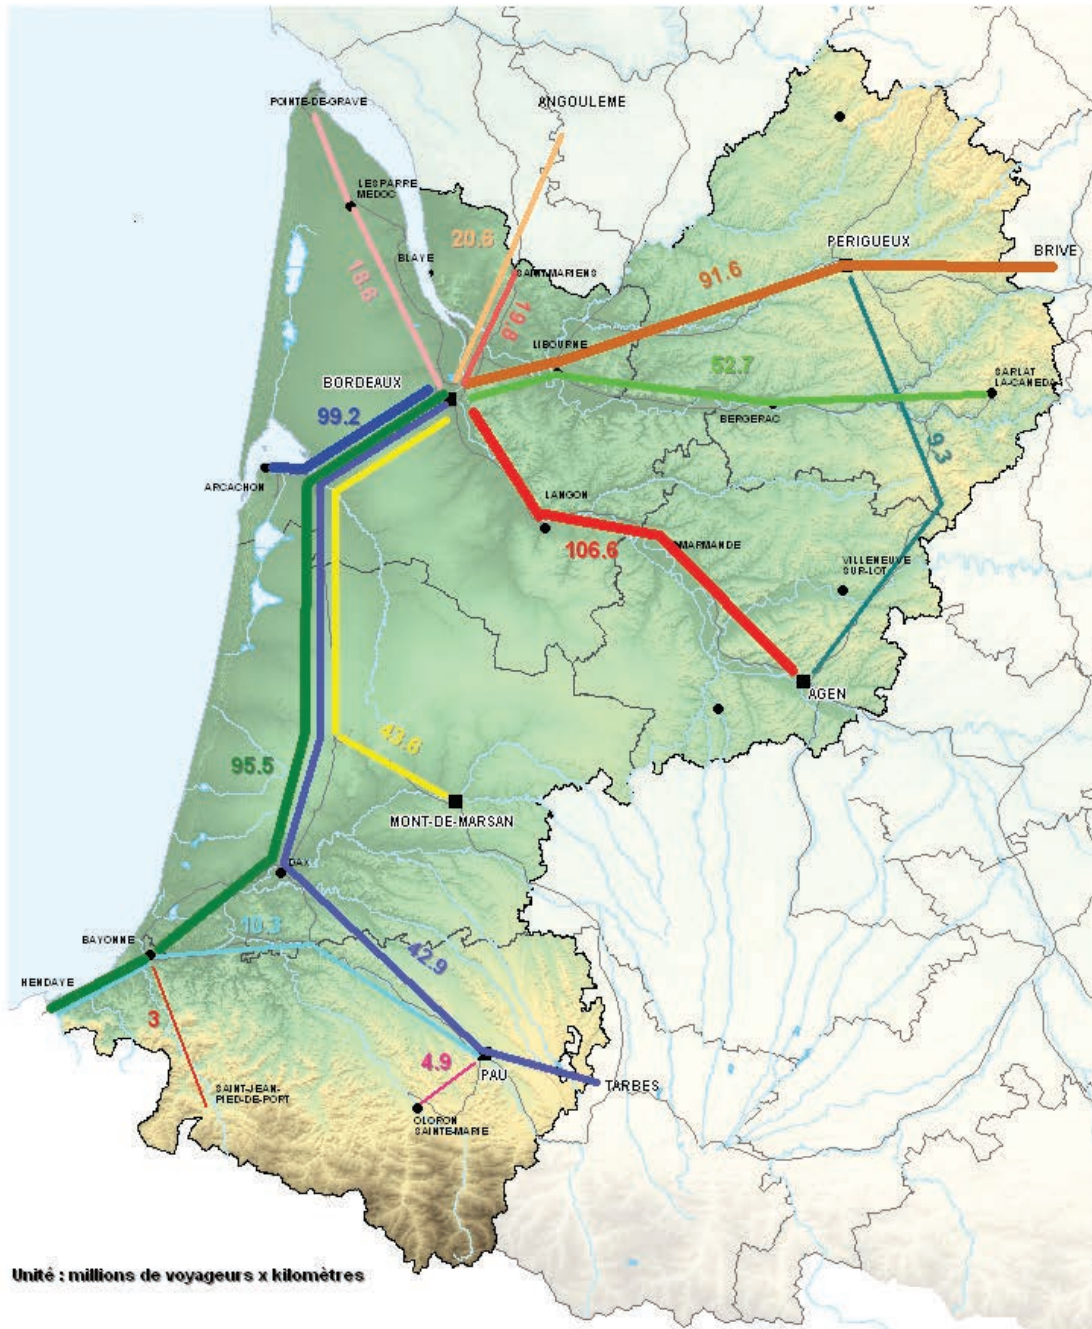 POINTE-DE-GRAVE
ANGOULEME
LESPARRE
MEDOC
20.6
BLAYE
SAINT-MARIENS
PERIGUEUX
BRIVE
18.6
19.8
91.6
LIBOURNE
BORDEAUX
52.7
SARLAT
LA-CANEDA
99.2
BERGERAC
9.3
ARCACHON
LANGON
106.6
MARMANDE
VILLENEUVE
SUR-LOT
AGEN
43.6
95.5
MONT-DE-MARSAN
DAX
10.3
BAYONNE
42.9
HENDAYE
3
4.9
PAU
TARBES
SAINT-JEAN-
PIED-DE-PORT
OLORON
SAINTE-MARIE
Unité : millions de voyageurs x kilomètres